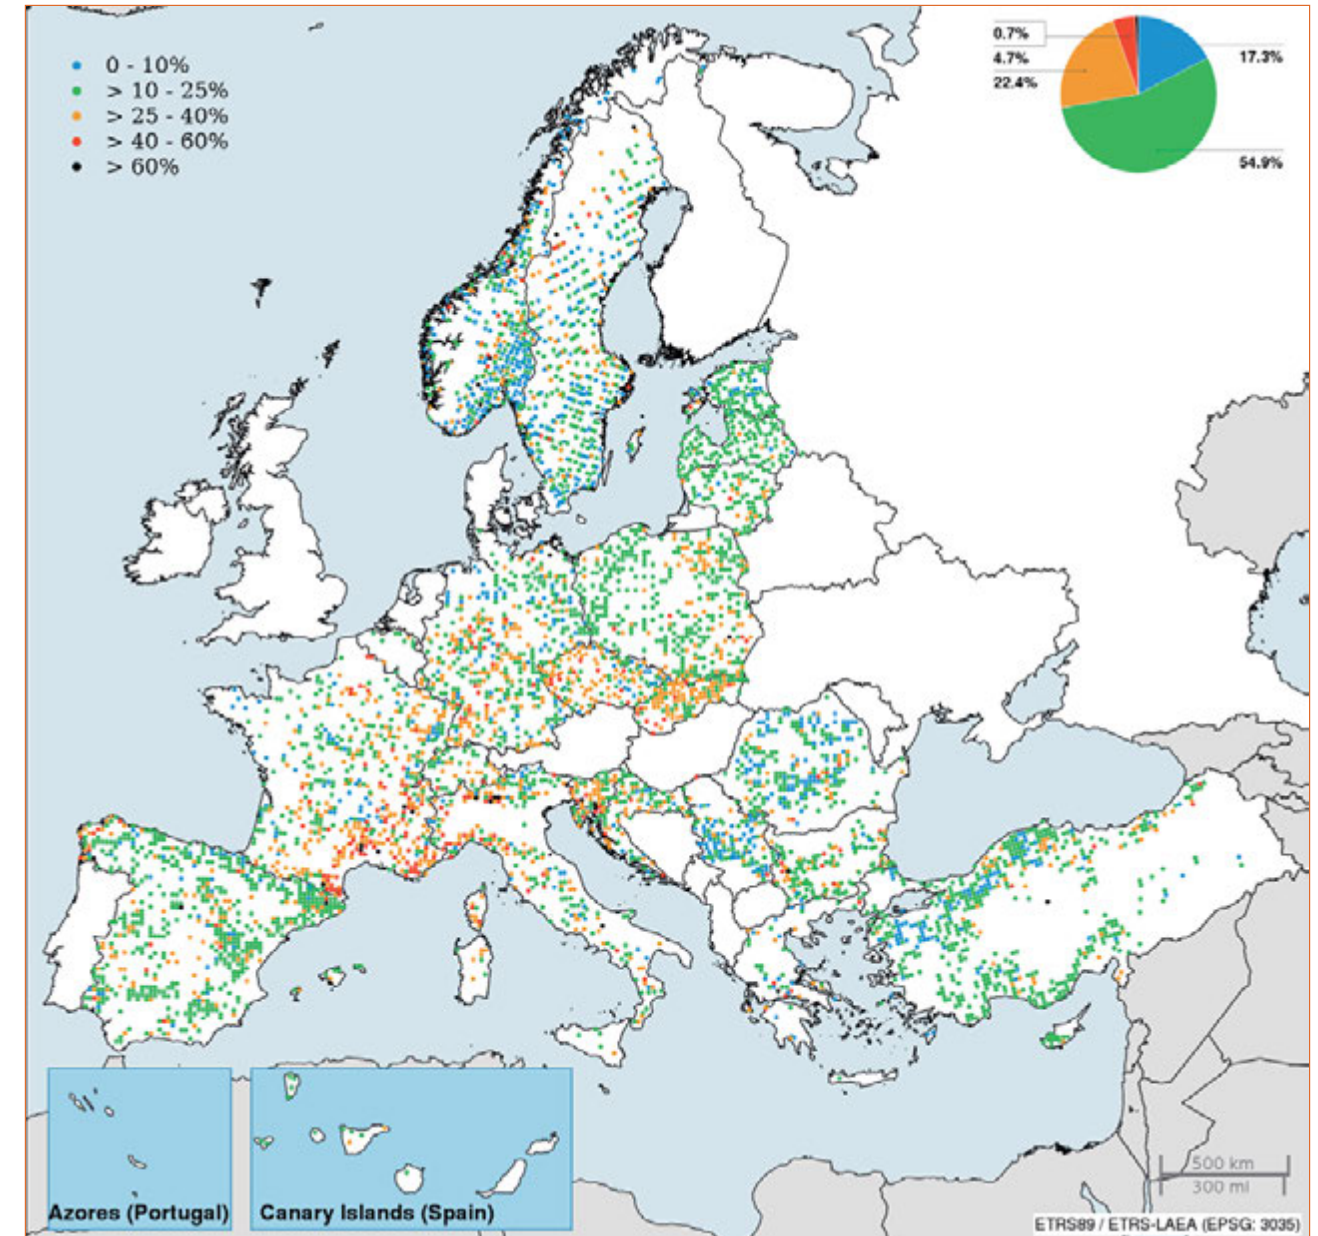 0 - 10%
> 10 - 25%
> 25 - 40%
> 40 - 60%
> 60%
0.7%
4.7%
22.4%
17.3%
54.9%
Azores (Portugal)
Canary Islands (Spain)
500 km
300 mi
ETRS89 / ETRS-LAEA (EPSG: 3035)